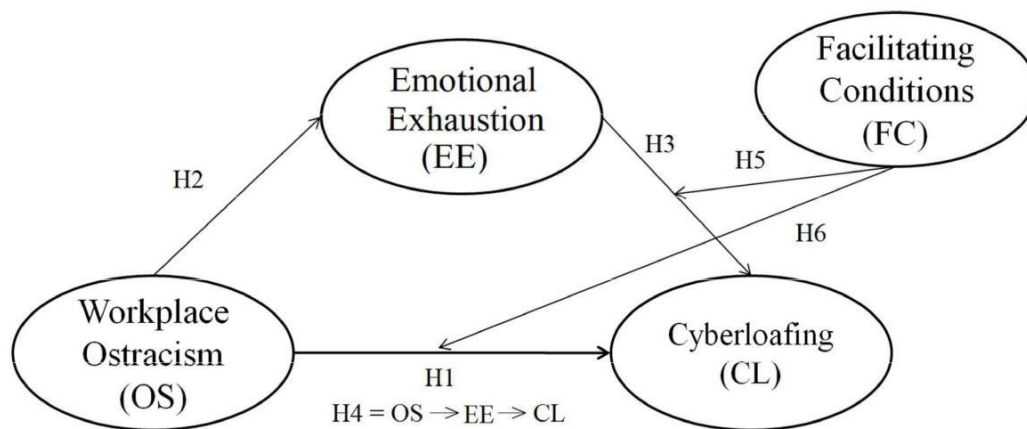 Emotional
Exhaustion
(EE)
Facilitating
Conditions
(FC)
H2
H3
H5
H6
Workplace
Ostracism
(OS)
H1
H4 = OS → EE → CL
Cyberloafing
(CL)